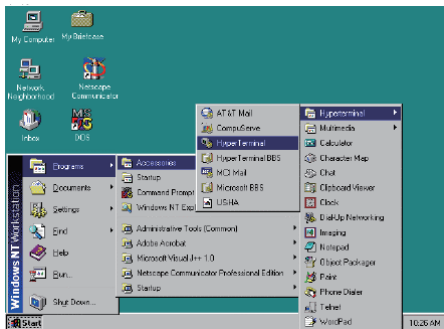 My Computer
My Briefcase
Network Neighborhood
Netscape Communicator
Inbox
MS DOS
DOS
Windows NT Workstation
Programs
Documents
Settings
Find
Help
Run...
Shut Down...
Accessories
Startup
Command Prompt
Windows NT Expl
Administrative Tools (Common)
Adobe Acrobat
Microsoft Visual J++ 1.0
Netscape Communicator Professional Edition
Startup
AT&T Mail
CompuServe
HyperTerminal
HyperTerminal BBS
MCI Mail
Microsoft BBS
USHA
Hyperterminal
Multimedia
Calculator
Character Map
Chat
Clipboard Viewer
Clock
Dial-Up Networking
Imaging
Notepad
Object Packager
Paint
Phone Dialer
Telnet
WordPad
Start
10:26 AM